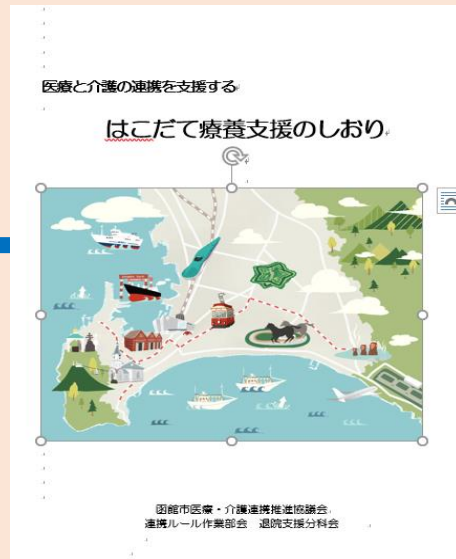 医療と介護の連携を支援する
はこだて療養支援のしおり
函館市医療・介護連携推進協議会
連携ルール作業部会　退院支援分科会